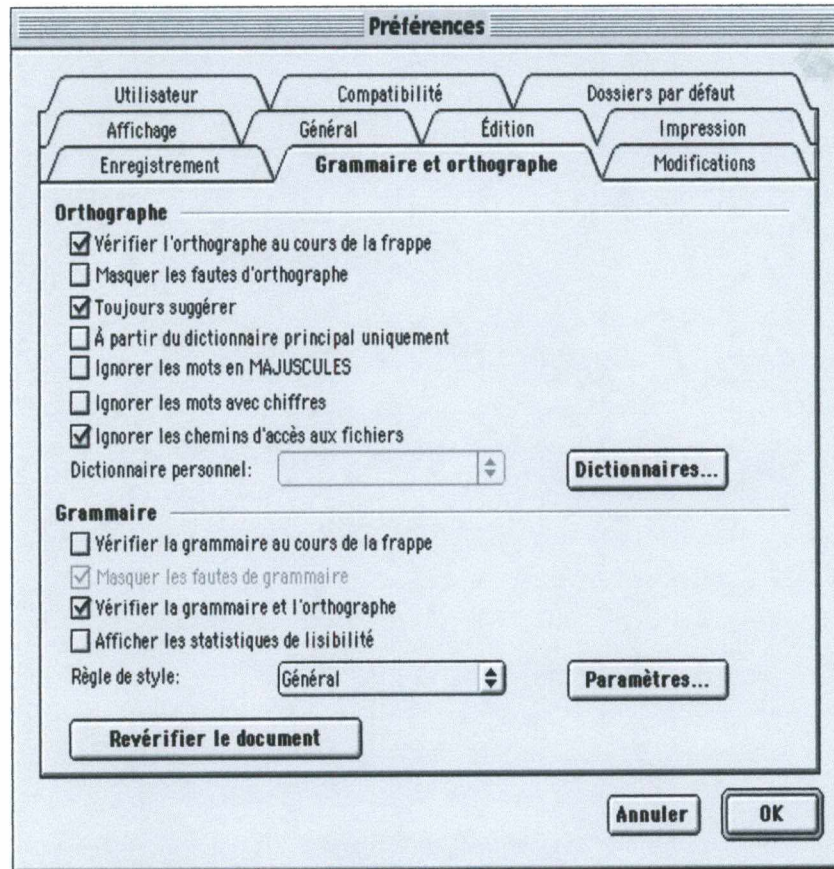 Préférences
Utilisateur Compatibilité Dossiers par défaut
Affichage Général Édition Impression
Enregistrement Grammaire et orthographe Modifications
Orthographe
Vérifier l'orthographe au cours de la frappe
Masquer les fautes d'orthographe
Toujours suggérer
À partir du dictionnaire principal uniquement
Ignorer les mots en MAJUSCULES
Ignorer les mots avec chiffres
Ignorer les chemins d'accès aux fichiers
Dictionnaire personnel: Dictionnaires...
Grammaire
Vérifier la grammaire au cours de la frappe
Masquer les fautes de grammaire
Vérifier la grammaire et l'orthographe
Afficher les statistiques de lisibilité
Règle de style: Général Paramètres...
Revérifier le document
Annuler OK